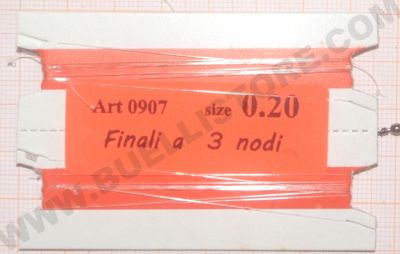 Art 0907 size 0.20
Finali a 3 nodi
WWW.BUELLISTORE.COM